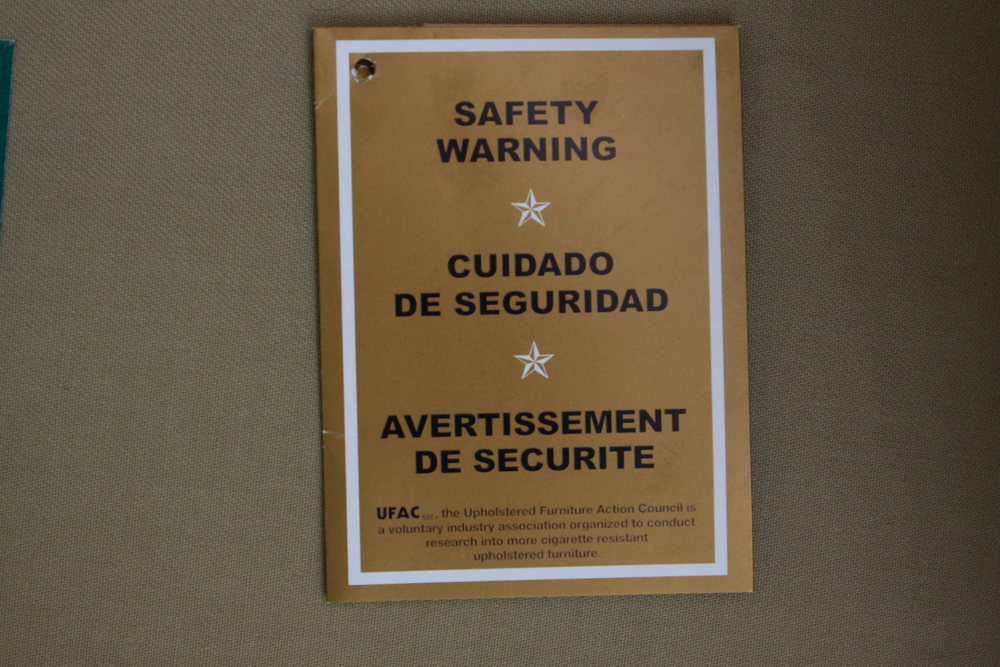 SAFETY
WARNING
CUIDADO
DE SEGURIDAD
AVERTISSEMENT
DE SECURITE
UFAC the Upholstered Furniture Action Council is
a voluntary industry association organized to conduct
research into more cigarette resistant
upholstered furniture.